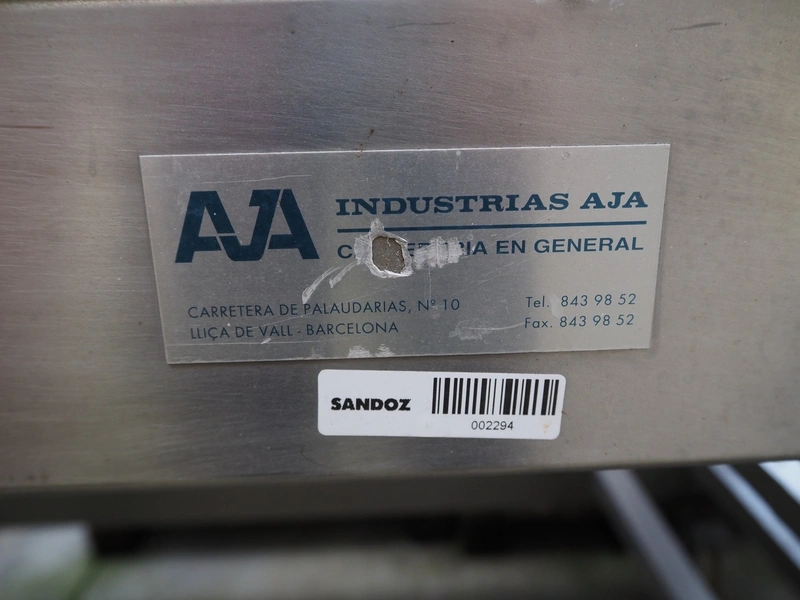 AJA
INDUSTRIAS AJA
EN GENERAL
CARRETERA DE PALAUDARIAS, Nº 10
LLIÇA DE VALL - BARCELONA
Tel. 843 98 52
Fax. 843 98 52
SANDOZ
002294